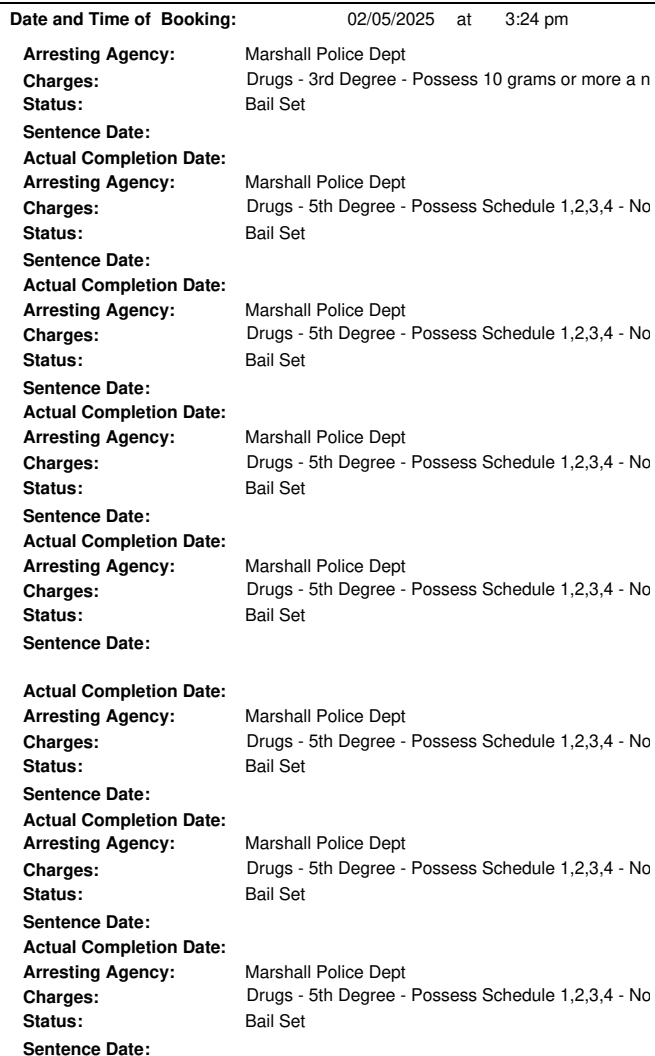 Date and Time of Booking: 02/05/2025 at 3:24 pm
Arresting Agency: Marshall Police Dept
Charges: Drugs - 3rd Degree - Possess 10 grams or more a n
Status: Bail Set
Sentence Date:
Actual Completion Date:
Arresting Agency: Marshall Police Dept
Charges: Drugs - 5th Degree - Possess Schedule 1,2,3,4 - No
Status: Bail Set
Sentence Date:
Actual Completion Date:
Arresting Agency: Marshall Police Dept
Charges: Drugs - 5th Degree - Possess Schedule 1,2,3,4 - No
Status: Bail Set
Sentence Date:
Actual Completion Date:
Arresting Agency: Marshall Police Dept
Charges: Drugs - 5th Degree - Possess Schedule 1,2,3,4 - No
Status: Bail Set
Sentence Date:
Actual Completion Date:
Arresting Agency: Marshall Police Dept
Charges: Drugs - 5th Degree - Possess Schedule 1,2,3,4 - No
Status: Bail Set
Sentence Date:
Actual Completion Date:
Arresting Agency: Marshall Police Dept
Charges: Drugs - 5th Degree - Possess Schedule 1,2,3,4 - No
Status: Bail Set
Sentence Date:
Actual Completion Date:
Arresting Agency: Marshall Police Dept
Charges: Drugs - 5th Degree - Possess Schedule 1,2,3,4 - No
Status: Bail Set
Sentence Date:
Actual Completion Date:
Arresting Agency: Marshall Police Dept
Charges: Drugs - 5th Degree - Possess Schedule 1,2,3,4 - No
Status: Bail Set
Sentence Date: